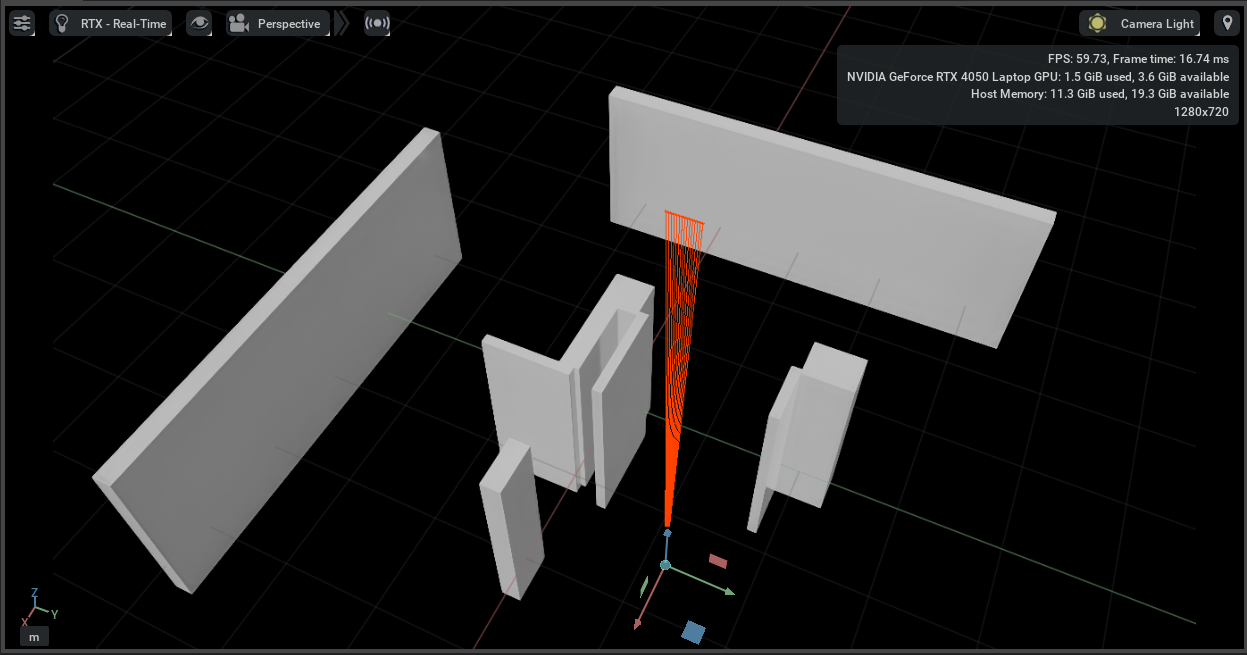 RTX - Real-Time
Perspective
Camera Light
FPS: 59.73, Frame time: 16.74 ms
NVIDIA GeForce RTX 4050 Laptop GPU: 1.5 GiB used, 3.6 GiB available
Host Memory: 11.3 GiB used, 19.3 GiB available
1280x720
Z
Y
X
m